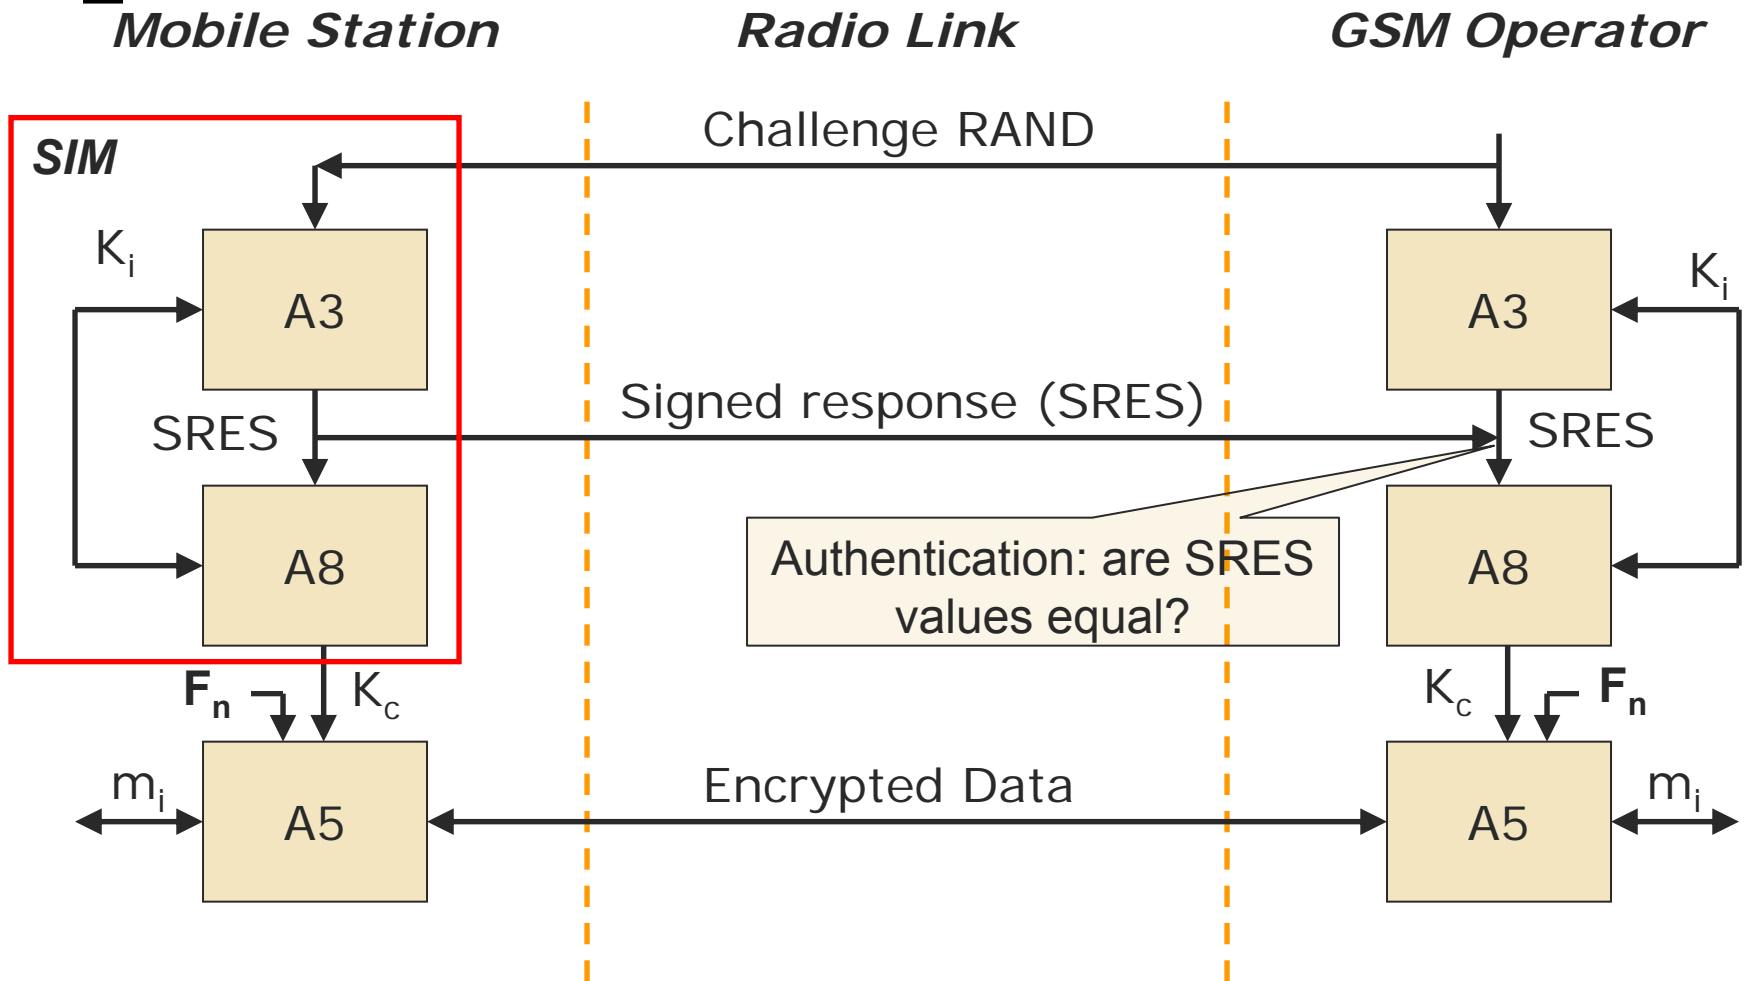 Mobile Station
Radio Link
GSM Operator
Challenge RAND
SIM
Ki
A3
Ki
A3
Signed response (SRES)
SRES
SRES
Authentication: are SRES
values equal?
A8
A8
Fn
Kc
Kc
Fn
mi
A5
Encrypted Data
A5
mi